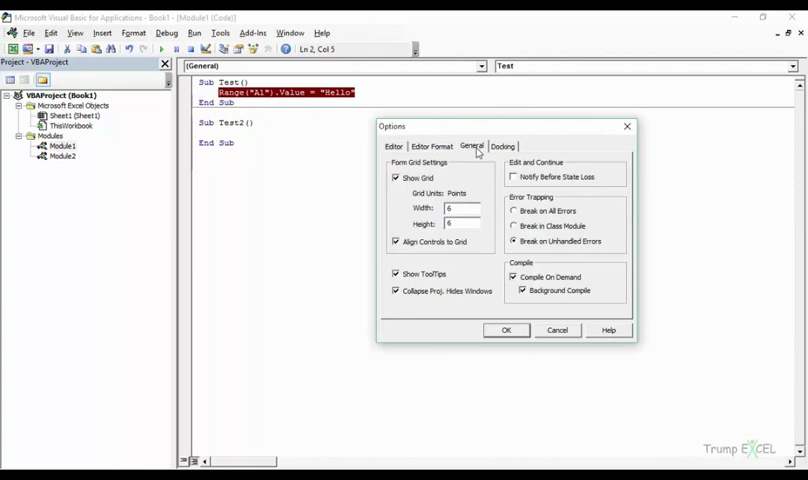 Microsoft Visual Basic for Applications - Book1 - [Module1 (Code)]
File Edit View Insert Format Debug Run Tools Add-Ins Window Help
Ln 2, Col 5
Project - VBAProject
VBAProject (Book1)
Microsoft Excel Objects
Sheet1 (Sheet1)
ThisWorkbook
Modules
Module1
Module2
(General)
Test
Sub Test()
Range("A1").Value = "Hello"
End Sub
Sub Test2()
End Sub
Options
Editor Editor Format General Docking
Form Grid Settings
Show Grid
Grid Units: Points
Width: 6
Height: 6
Align Controls to Grid
Show ToolTips
Collapse Proj. Hides Windows
Edit and Continue
Notify Before State Loss
Error Trapping
Break on All Errors
Break in Class Module
Break on Unhandled Errors
Compile
Compile On Demand
Background Compile
OK Cancel Help
Trump EXCEL